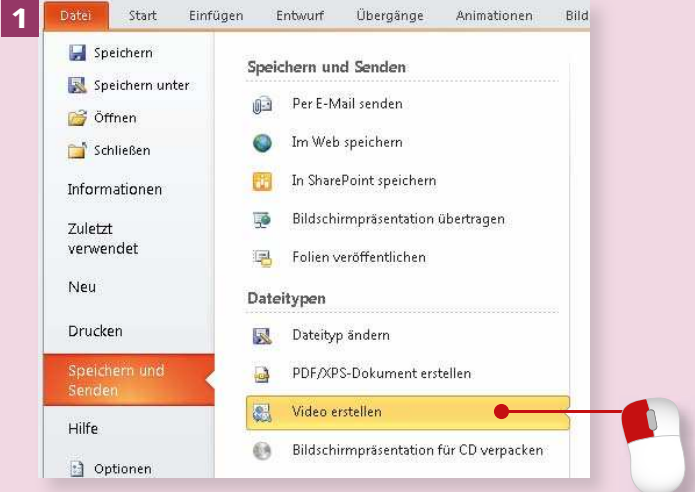 1
Datei Start Einfügen Entwurf Übergänge Animationen Bild
Speichern
Speichern unter
Öffnen
Schließen
Informationen
Zuletzt
verwendet
Neu
Drucken
Speichern und
Senden
Hilfe
Optionen
Speichern und Senden
Per E-Mail senden
Im Web speichern
In SharePoint speichern
Bildschirmpräsentation übertragen
Folien veröffentlichen
Dateitypen
Dateityp ändern
PDF/XPS-Dokument erstellen
Video erstellen
Bildschirmpräsentation für CD verpacken